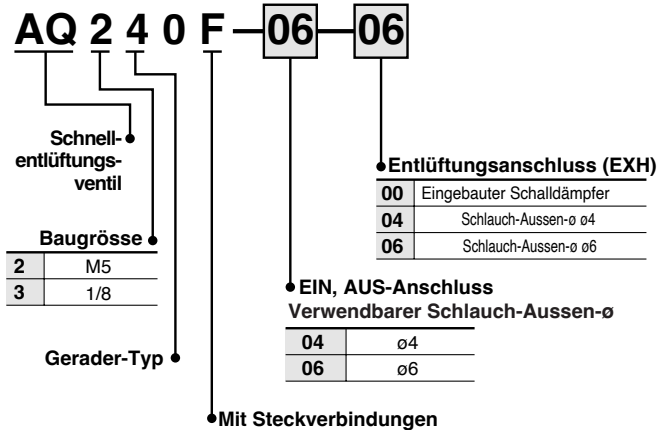 AQ 2 4 0 F — 06 — 06
Schnell-
entlüftungs-
ventil
Entlüftungsanschluss (EXH)
00 Eingebauter Schalldämpfer
04 Schlauch-Aussen-ø ø4
06 Schlauch-Aussen-ø ø6
Baugrösse
2 M5
3 1/8
EIN, AUS-Anschluss
Verwendbarer Schlauch-Aussen-ø
04 ø4
06 ø6
Gerader-Typ
Mit Steckverbindungen